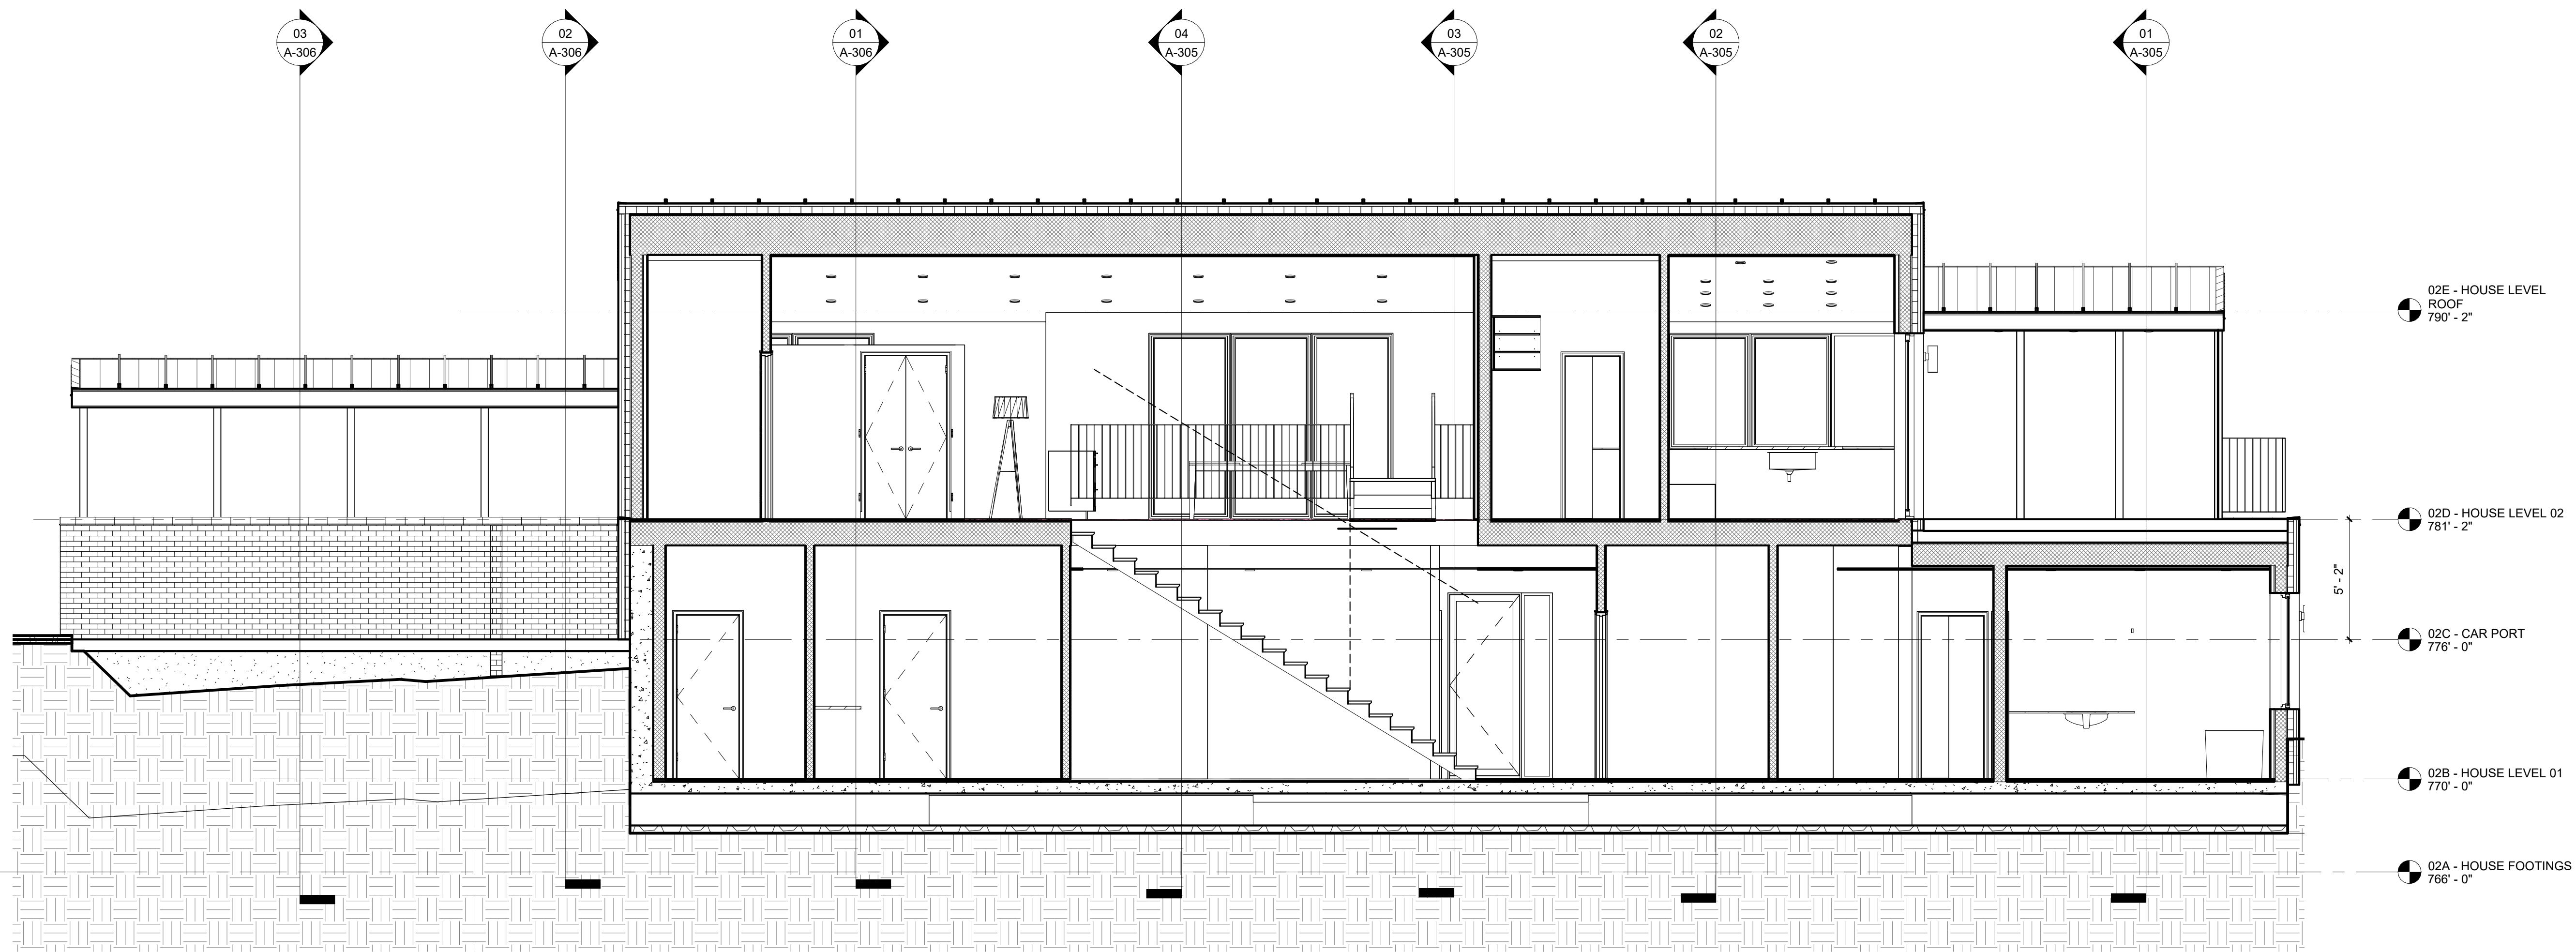 03
A-306
02
A-306
01
A-306
04
A-305
03
A-305
02
A-305
01
A-305
02E - HOUSE LEVEL
ROOF
790' - 2"
02D - HOUSE LEVEL 02
781' - 2"
5' - 2"
02C - CAR PORT
776' - 0"
02B - HOUSE LEVEL 01
770' - 0"
02A - HOUSE FOOTINGS
766' - 0"